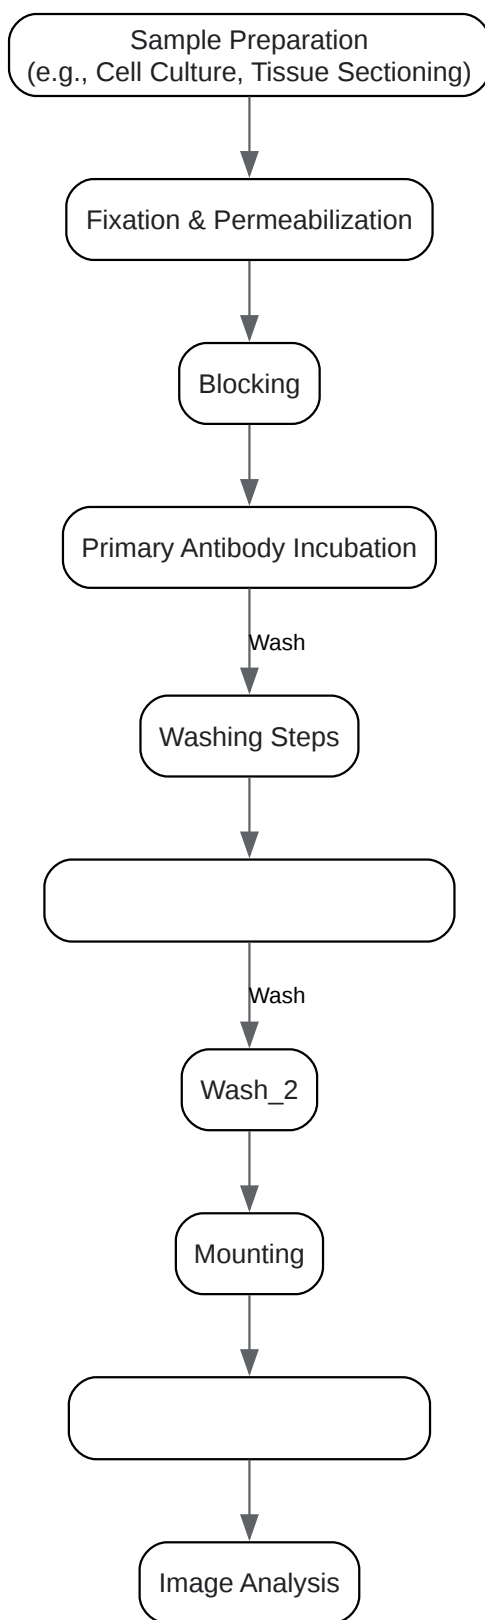 Sample Preparation
(e.g., Cell Culture, Tissue Sectioning)
Fixation & Permeabilization
Blocking
Primary Antibody Incubation
Wash
Washing Steps
Wash
Wash_2
Mounting
Image Analysis